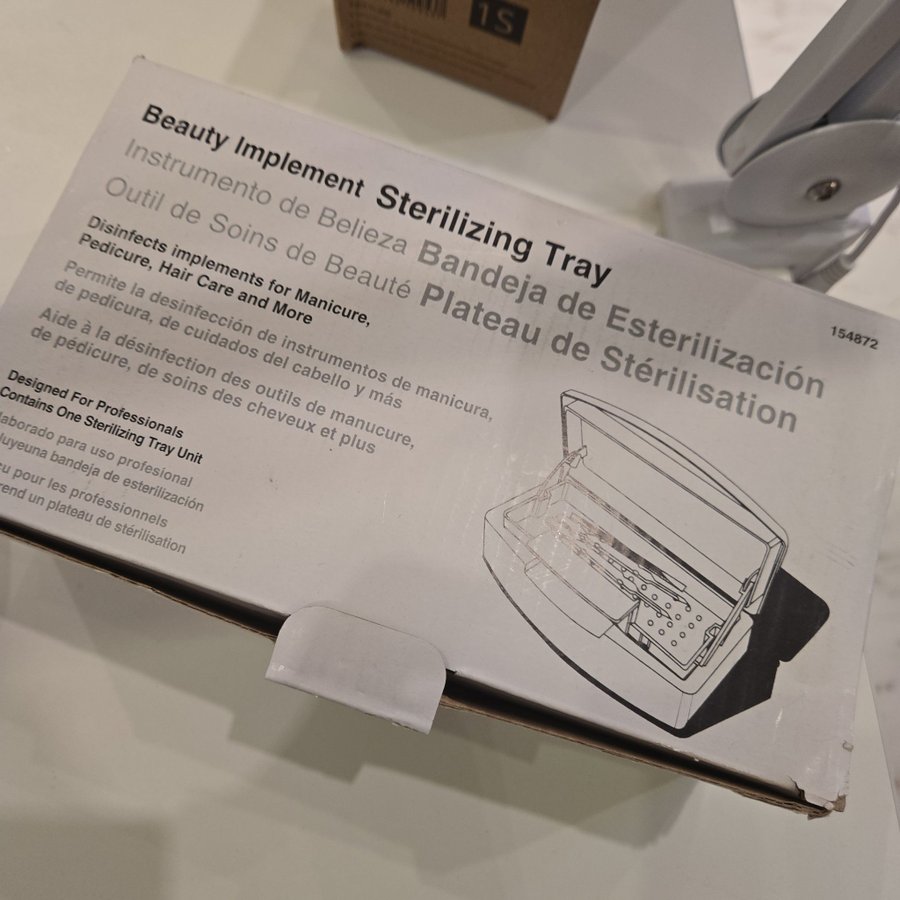 1S
Beauty Implement Sterilizing Tray
Instrumento de Belieza Bandeja de Esterilización
Outil de Soins de Beauté Plateau de Stérilisation
154872
Disinfects implements for Manicure,
Pedicure, Hair Care and More
Permite la desinfección de instrumentos de manicura,
de pedicura, de cuidados del cabello y más
Aide à la désinfection des outils de manucure,
de pédicure, de soins des cheveux et plus
Designed For Professionals
Contains One Sterilizing Tray Unit
laborado para uso profesional
luyeuna bandeja de esterilización
çu pour les professionnels
rend un plateau de stérilisation